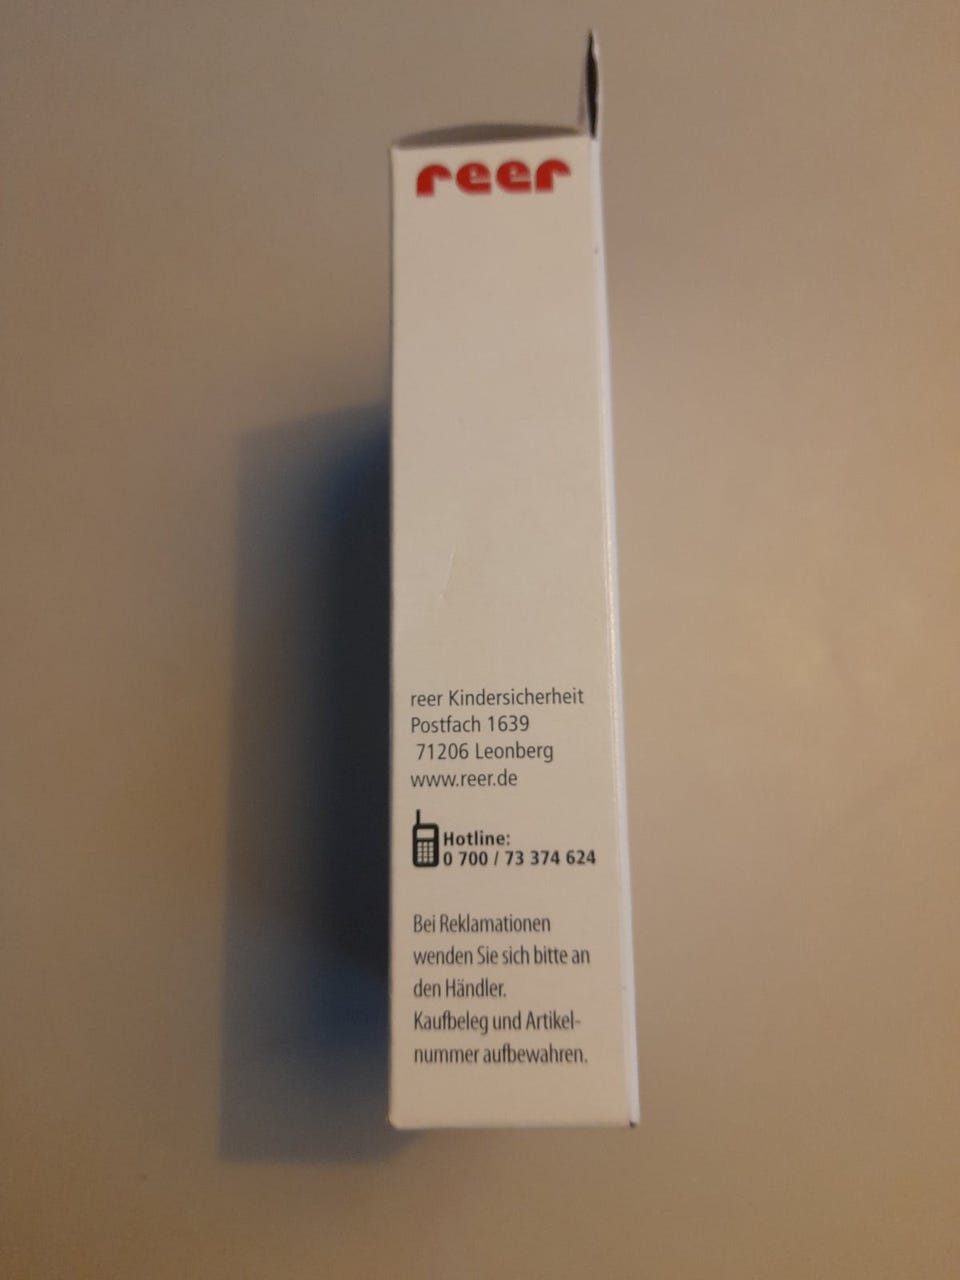 reer
reer Kindersicherheit
Postfach 1639
71206 Leonberg
www.reer.de
Hotline:
0 700 / 73 374 624
Bei Reklamationen
wenden Sie sich bitte an
den Händler.
Kaufbeleg und Artikel-
nummer aufbewahren.